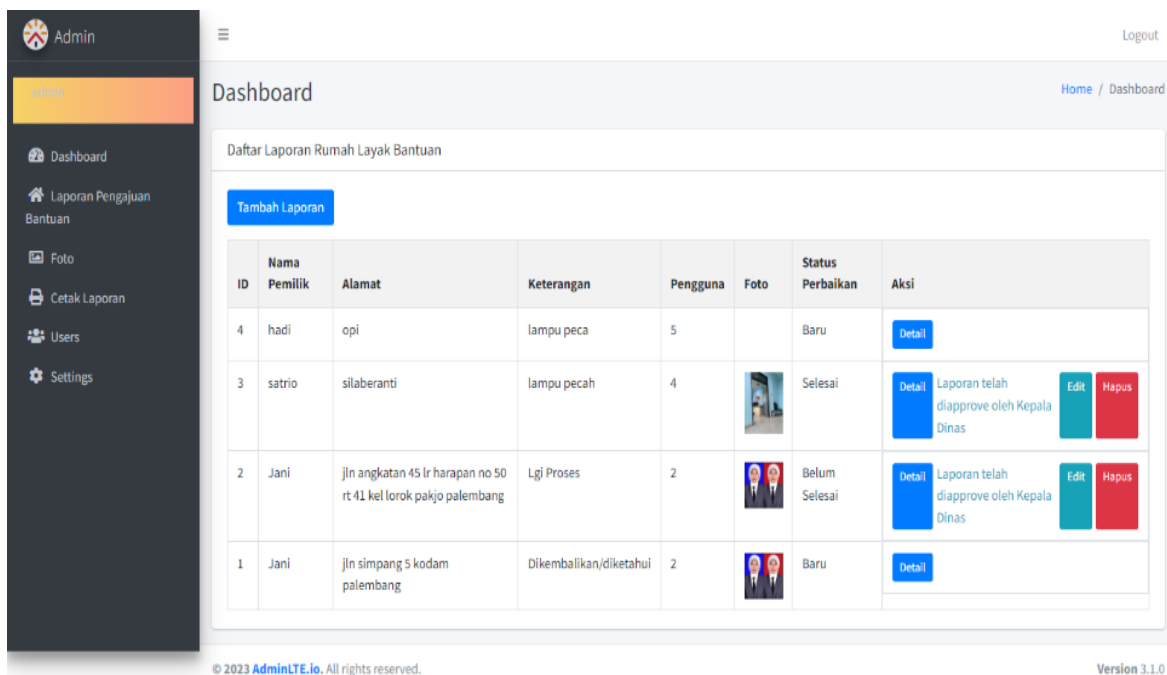 Admin
Logout
admin
Dashboard
Home / Dashboard
Dashboard
Laporan Pengajuan
Bantuan
Foto
Cetak Laporan
Users
Settings
Daftar Laporan Rumah Layak Bantuan
Tambah Laporan
ID Nama Pemilik Alamat Keterangan Pengguna Foto Status Perbaikan Aksi
4 hadi opi lampu peca 5 Baru Detail
3 satrio silaberanti lampu pecah 4 Selesai Detail Laporan telah Edit Hapus
diapprove oleh Kepala
Dinas
2 Jani jln angkatan 45 lr harapan no 50 Lgi Proses 2 Belum Detail Laporan telah Edit Hapus
rt 41 kel lorok pakjo palembang Selesai diapprove oleh Kepala
Dinas
1 Jani jln simpang 5 kodam Dikembalikan/diketahui 2 Baru Detail
palembang
© 2023 AdminLTE.io. All rights reserved. Version 3.1.0